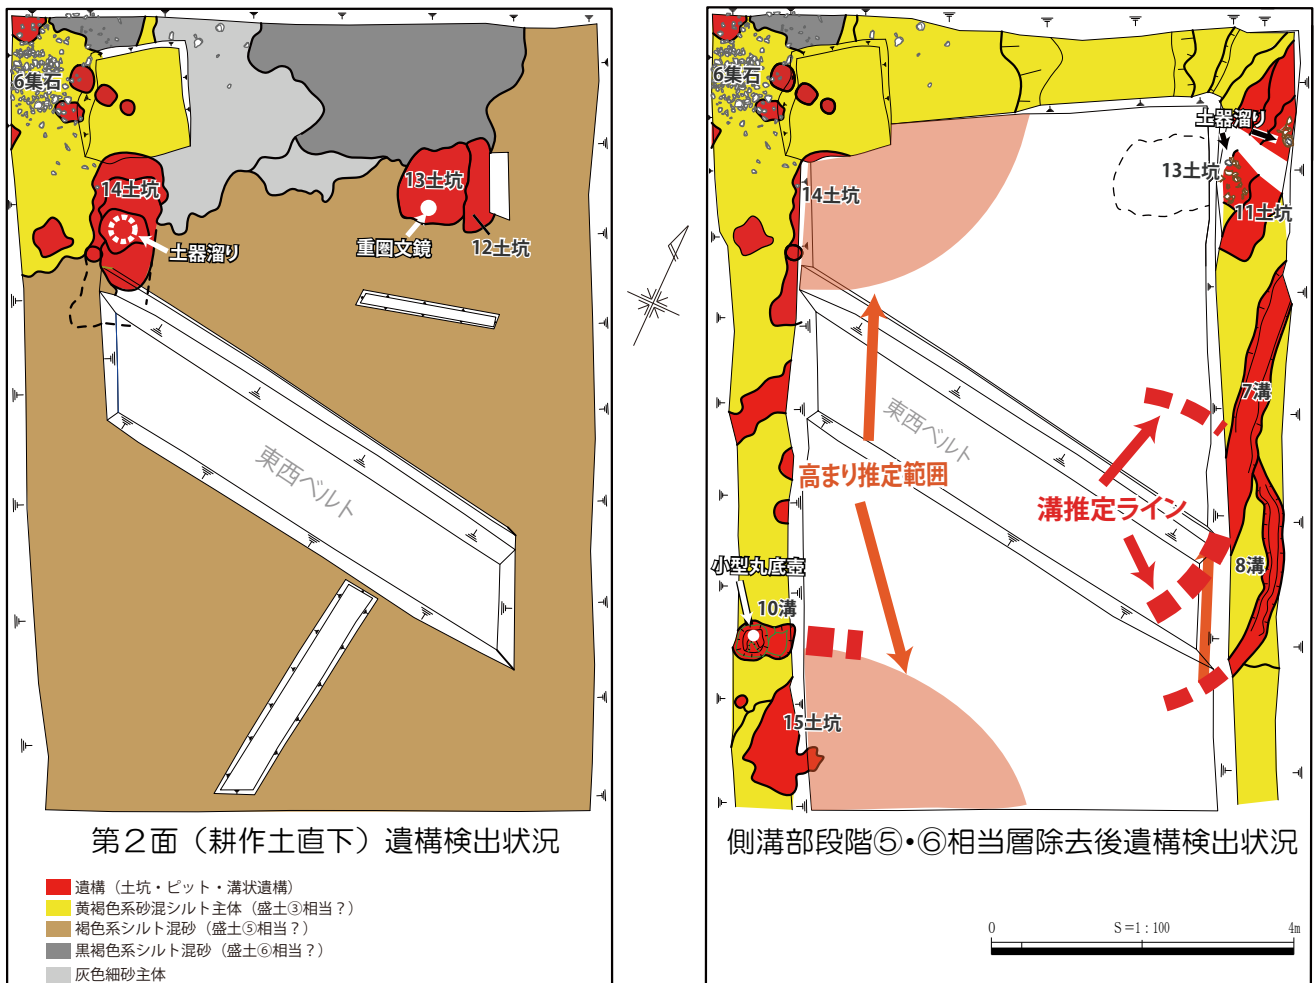 6集石
14土坑
土器溜り
13土坑
重圏文鏡
12土坑
東西ベルト
第2面（耕作土直下）遺構検出状況
遺構（土坑・ピット・溝状遺構）
黄褐色系砂混シルト主体（盛土③相当？）
褐色系シルト混砂（盛土⑤相当？）
黒褐色系シルト混砂（盛土⑥相当？）
灰色細砂主体
6集石
土器溜り
13土坑
14土坑
11土坑
7溝
東西ベルト
高まり推定範囲
溝推定ライン
小型丸底壺
8溝
10溝
15土坑
側溝部段階⑤・⑥相当層除去後遺構検出状況
0 S=1：100 4m